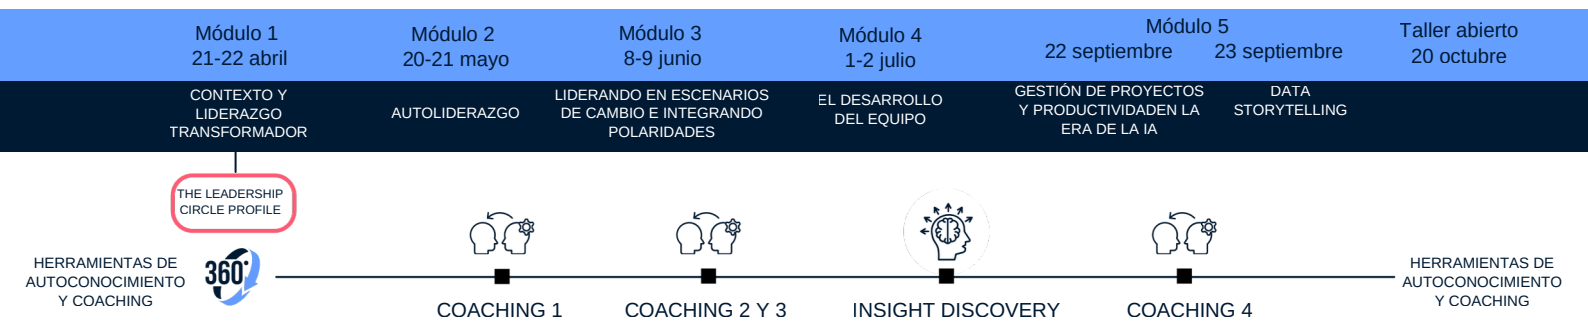 Módulo 1
21-22 abril
Módulo 2
20-21 mayo
Módulo 3
8-9 junio
Módulo 4
1-2 julio
Módulo 5
22 septiembre
23 septiembre
Taller abierto
20 octubre
CONTEXTO Y
LIDERAZGO
TRANSFORMADOR
AUTOLIDERAZGO
LIDERANDO EN ESCENARIOS
DE CAMBIO E INTEGRANDO
POLARIDADES
EL DESARROLLO
DEL EQUIPO
GESTIÓN DE PROYECTOS
Y PRODUCTIVIDADEN LA
ERA DE LA IA
DATA
STORYTELLING
THE LEADERSHIP
CIRCLE PROFILE
HERRAMIENTAS DE
AUTOCONOCIMIENTO
Y COACHING
360°
COACHING 1
COACHING 2 Y 3
INSIGHT DISCOVERY
COACHING 4
HERRAMIENTAS DE
AUTOCONOCIMIENTO
Y COACHING